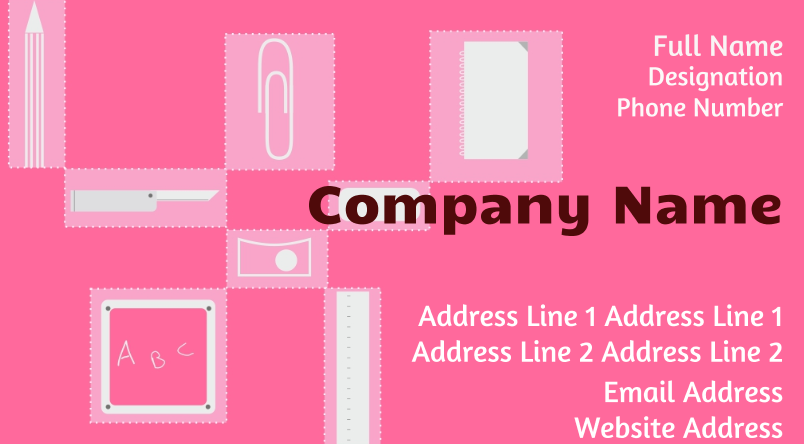 Full Name
Designation
Phone Number
Company Name
A B C
Address Line 1 Address Line 1
Address Line 2 Address Line 2
Email Address
Website Address